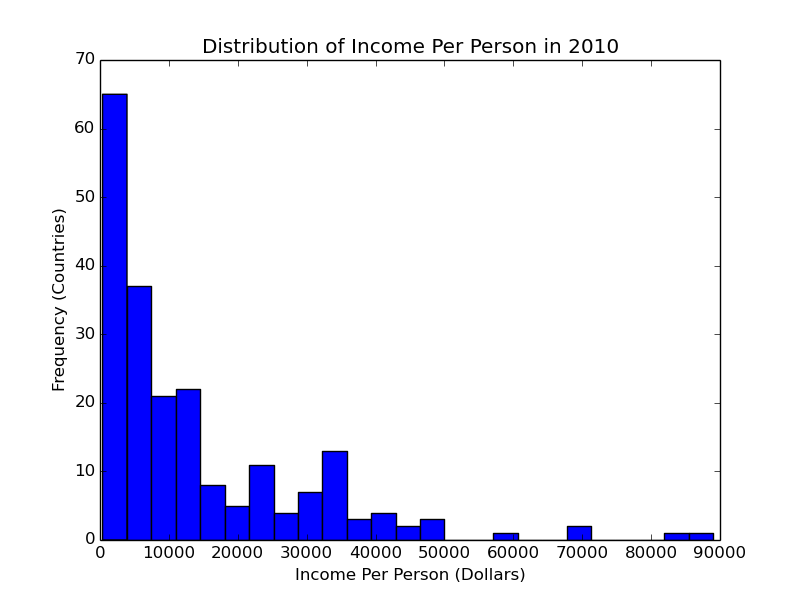 Distribution of Income Per Person in 2010
70
60
50
40
30
20
10
0
Frequency (Countries)
0 10000 20000 30000 40000 50000 60000 70000 80000 90000
Income Per Person (Dollars)